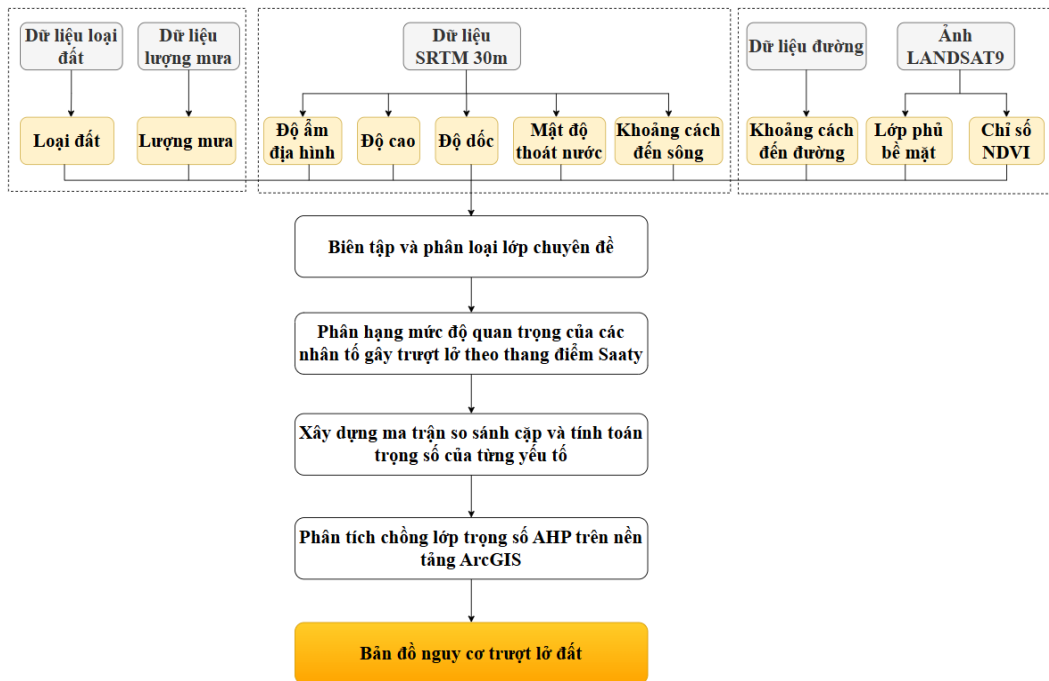 Dữ liệu loại
đất
Dữ liệu
lượng mưa
Dữ liệu
SRTM 30m
Dữ liệu đường
Ảnh
LANDSAT9
Loại đất
Lượng mưa
Độ ẩm
địa hình
Độ cao
Độ dốc
Mật độ
thoát nước
Khoảng cách
đến sông
Khoảng cách
đến đường
Lớp phủ
bề mặt
Chỉ số
NDVI
Biên tập và phân loại lớp chuyên đề
Phân hạng mức độ quan trọng của các
nhân tố gây trượt lở theo thang điểm Saaty
Xây dựng ma trận so sánh cặp và tính toán
trọng số của từng yếu tố
Phân tích chồng lớp trọng số AHP trên nền
tảng ArcGIS
Bản đồ nguy cơ trượt lở đất